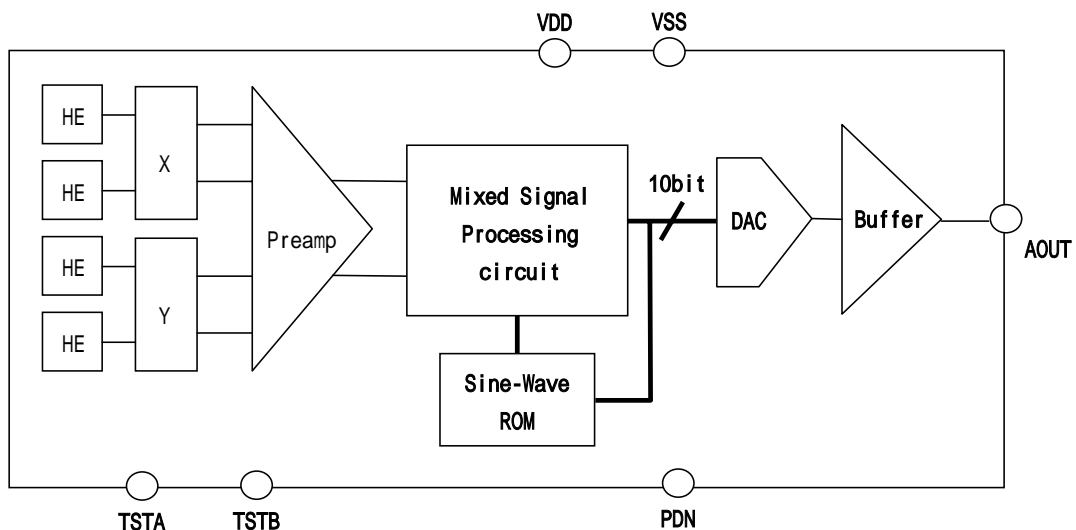 VDD
VSS
HE
X
HE
HE
Y
HE
Preamp
Mixed Signal
Processing
circuit
10bit
DAC
Buffer
AOUT
Sine-Wave
ROM
TSTA
TSTB
PDN